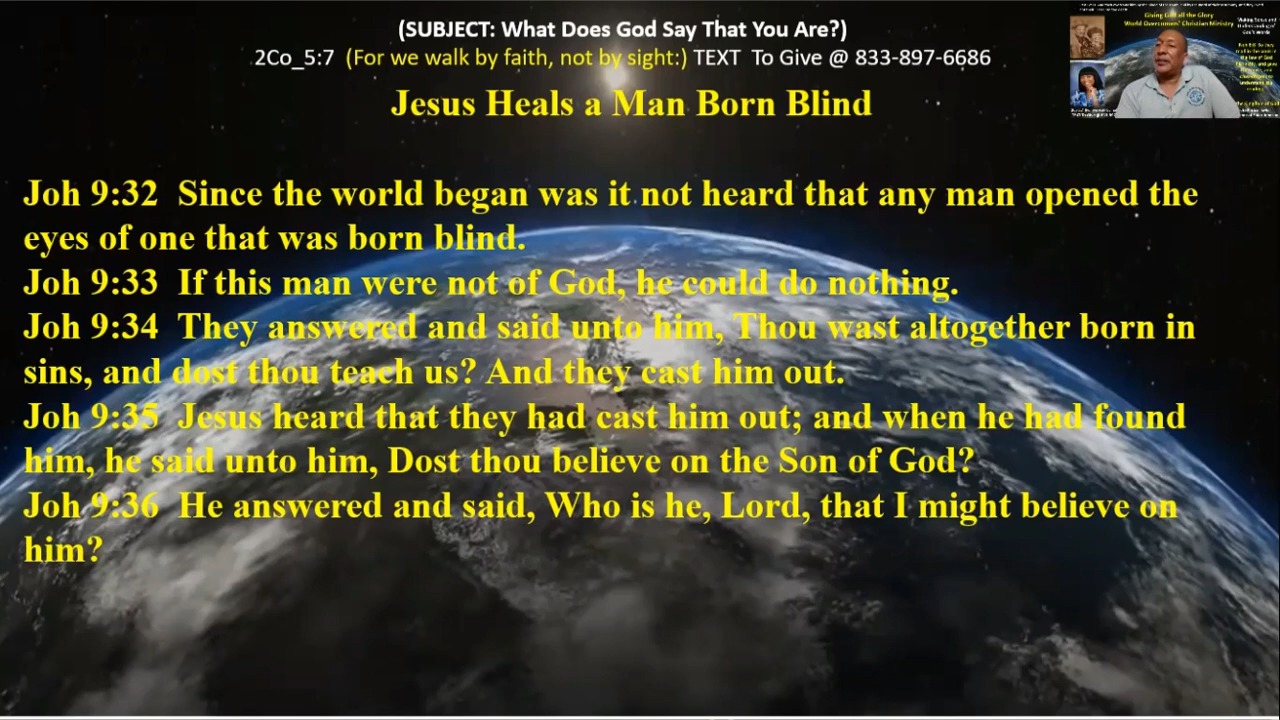 (SUBJECT: What Does God Say That You Are?)
2Co_5:7 (For we walk by faith, not by sight:) TEXT To Give @ 833-897-6686
Jesus Heals a Man Born Blind
Joh 9:32 Since the world began was it not heard that any man opened the
eyes of one that was born blind.
Joh 9:33 If this man were not of God, he could do nothing.
Joh 9:34 They answered and said unto him, Thou wast altogether born in
sins, and dost thou teach us? And they cast him out.
Joh 9:35 Jesus heard that they had cast him out; and when he had found
him, he said unto him, Dost thou believe on the Son of God?
Joh 9:36 He answered and said, Who is he, Lord, that I might believe on
him?
Giving God all the Glory
World Overcomers' Christian Ministry